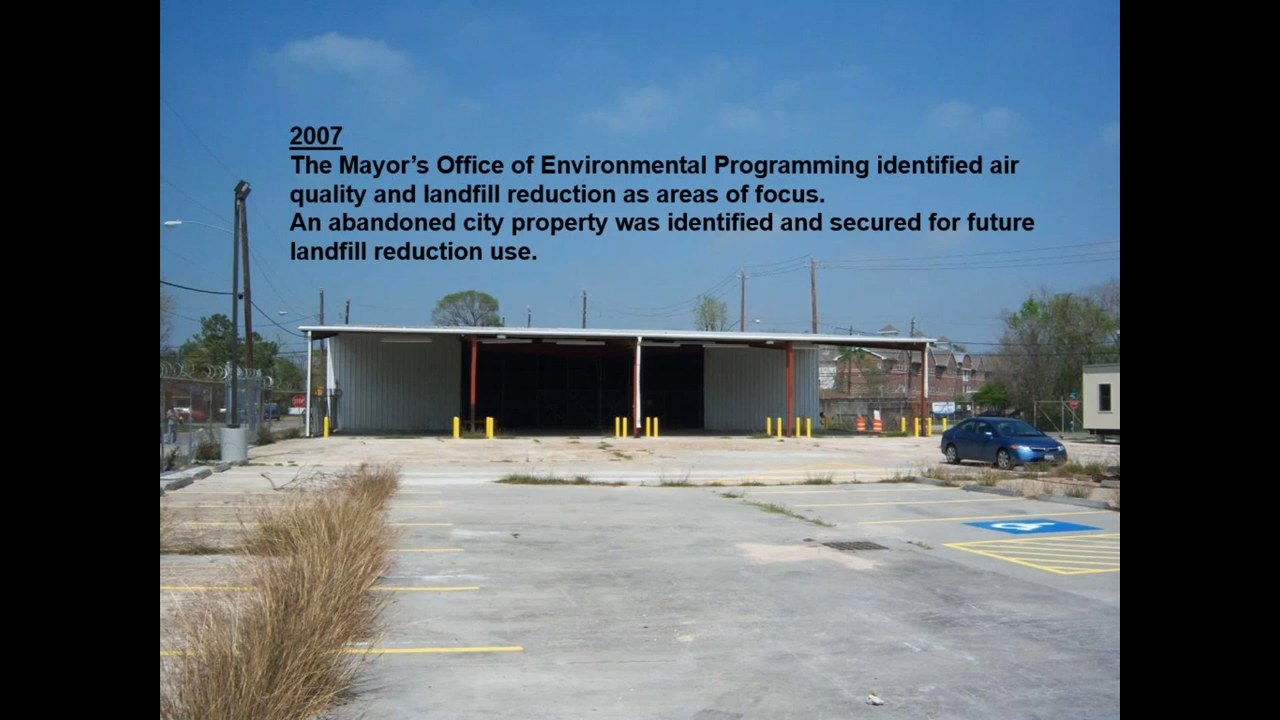 2007
The Mayor's Office of Environmental Programming identified air
quality and landfill reduction as areas of focus.
An abandoned city property was identified and secured for future
landfill reduction use.